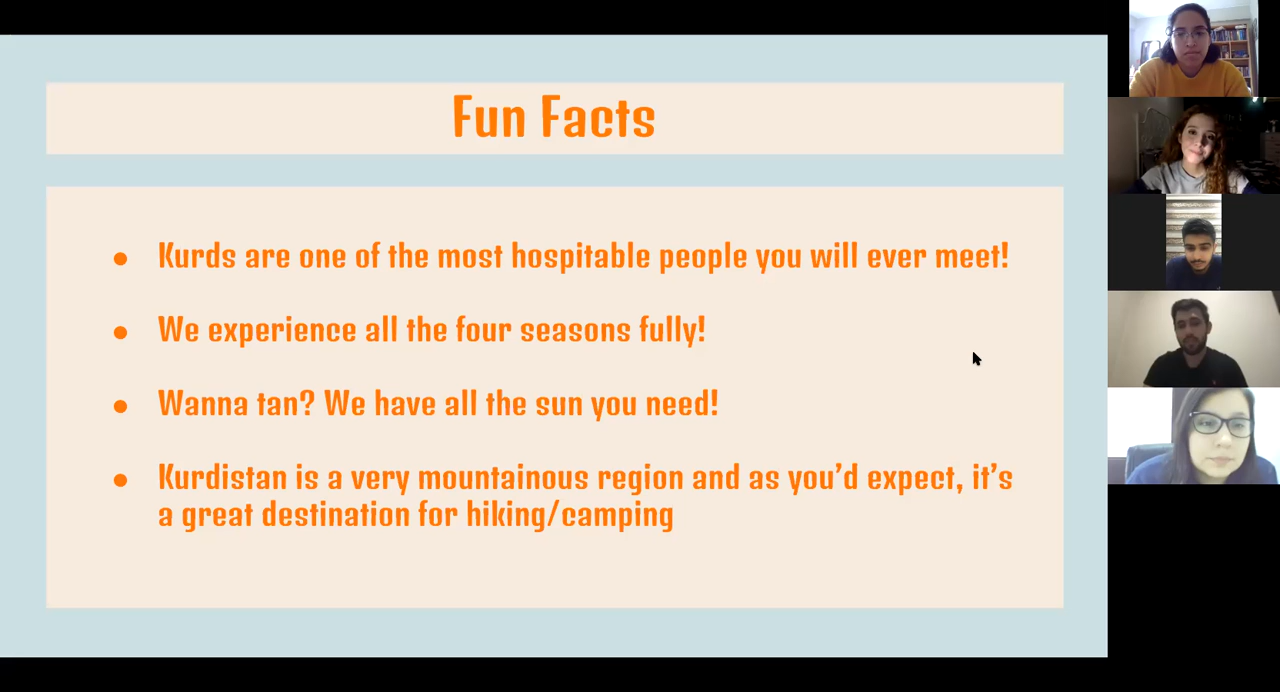 Fun Facts
● Kurds are one of the most hospitable people you will ever meet!
● We experience all the four seasons fully!
● Wanna tan? We have all the sun you need!
● Kurdistan is a very mountainous region and as you’d expect, it’s
a great destination for hiking/camping